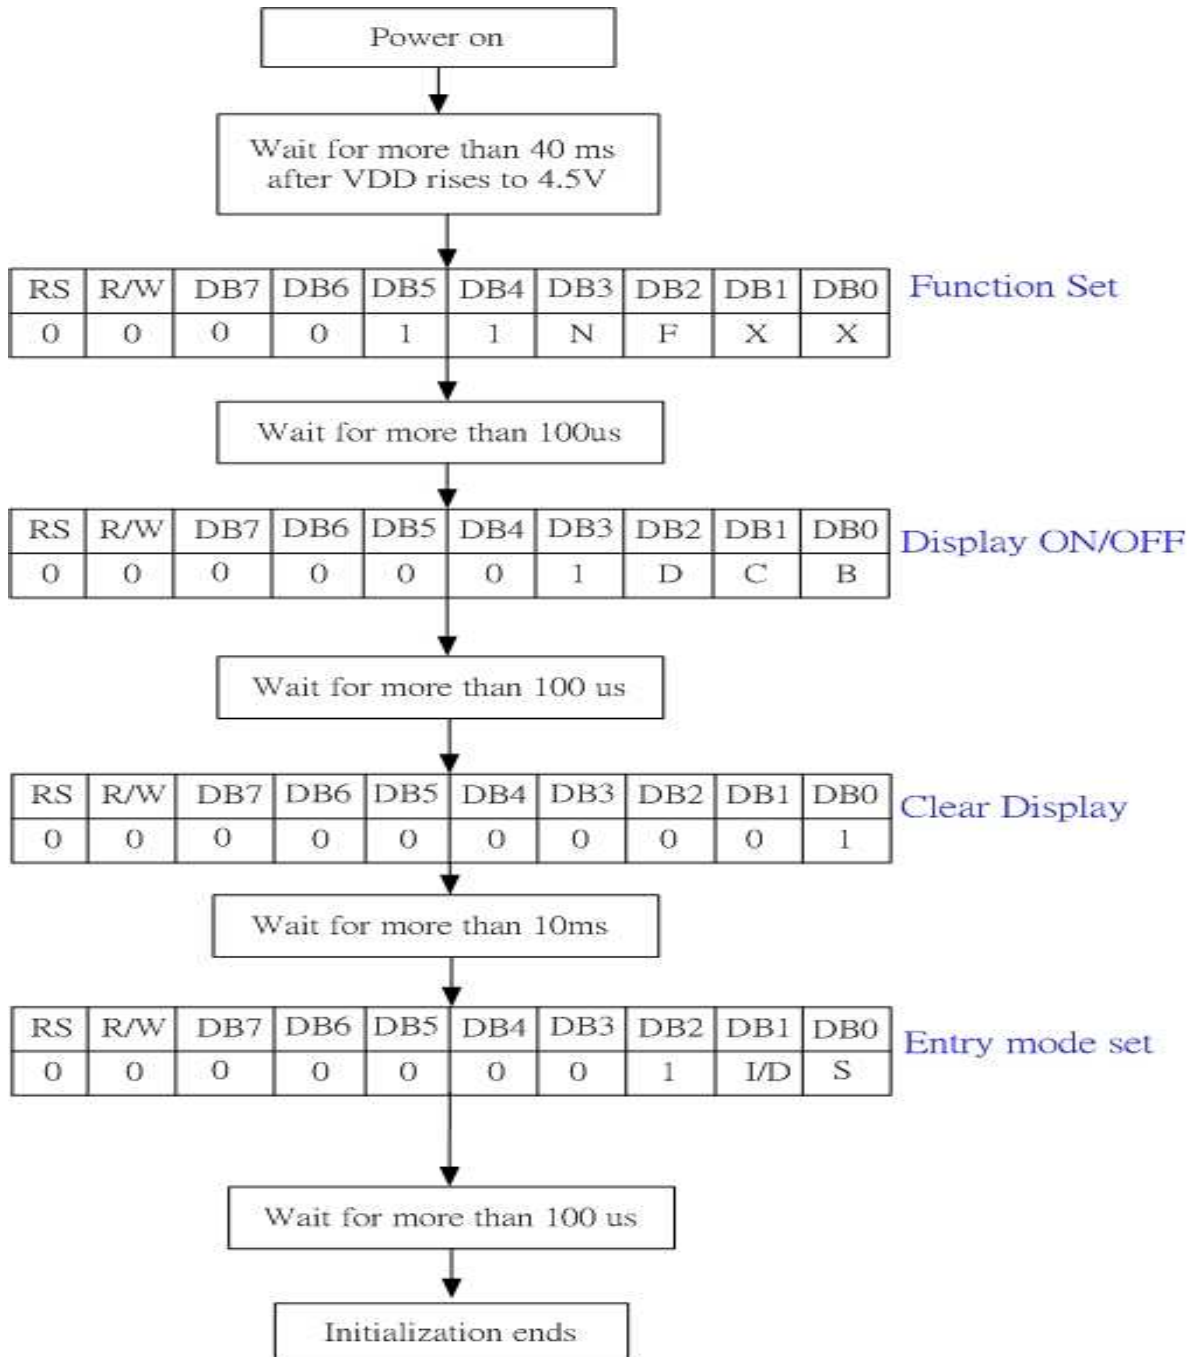 Power on
Wait for more than 40 ms
after VDD rises to 4.5V
RS R/W DB7 DB6 DB5 DB4 DB3 DB2 DB1 DB0
Function Set
0 0 0 0 1 1 N F X X
Wait for more than 100us
RS R/W DB7 DB6 DB5 DB4 DB3 DB2 DB1 DB0
Display ON/OFF
0 0 0 0 0 0 1 D C B
Wait for more than 100 us
RS R/W DB7 DB6 DB5 DB4 DB3 DB2 DB1 DB0
Clear Display
0 0 0 0 0 0 0 0 0 1
Wait for more than 10ms
RS R/W DB7 DB6 DB5 DB4 DB3 DB2 DB1 DB0
Entry mode set
0 0 0 0 0 0 0 1 I/D S
Wait for more than 100 us
Initialization ends